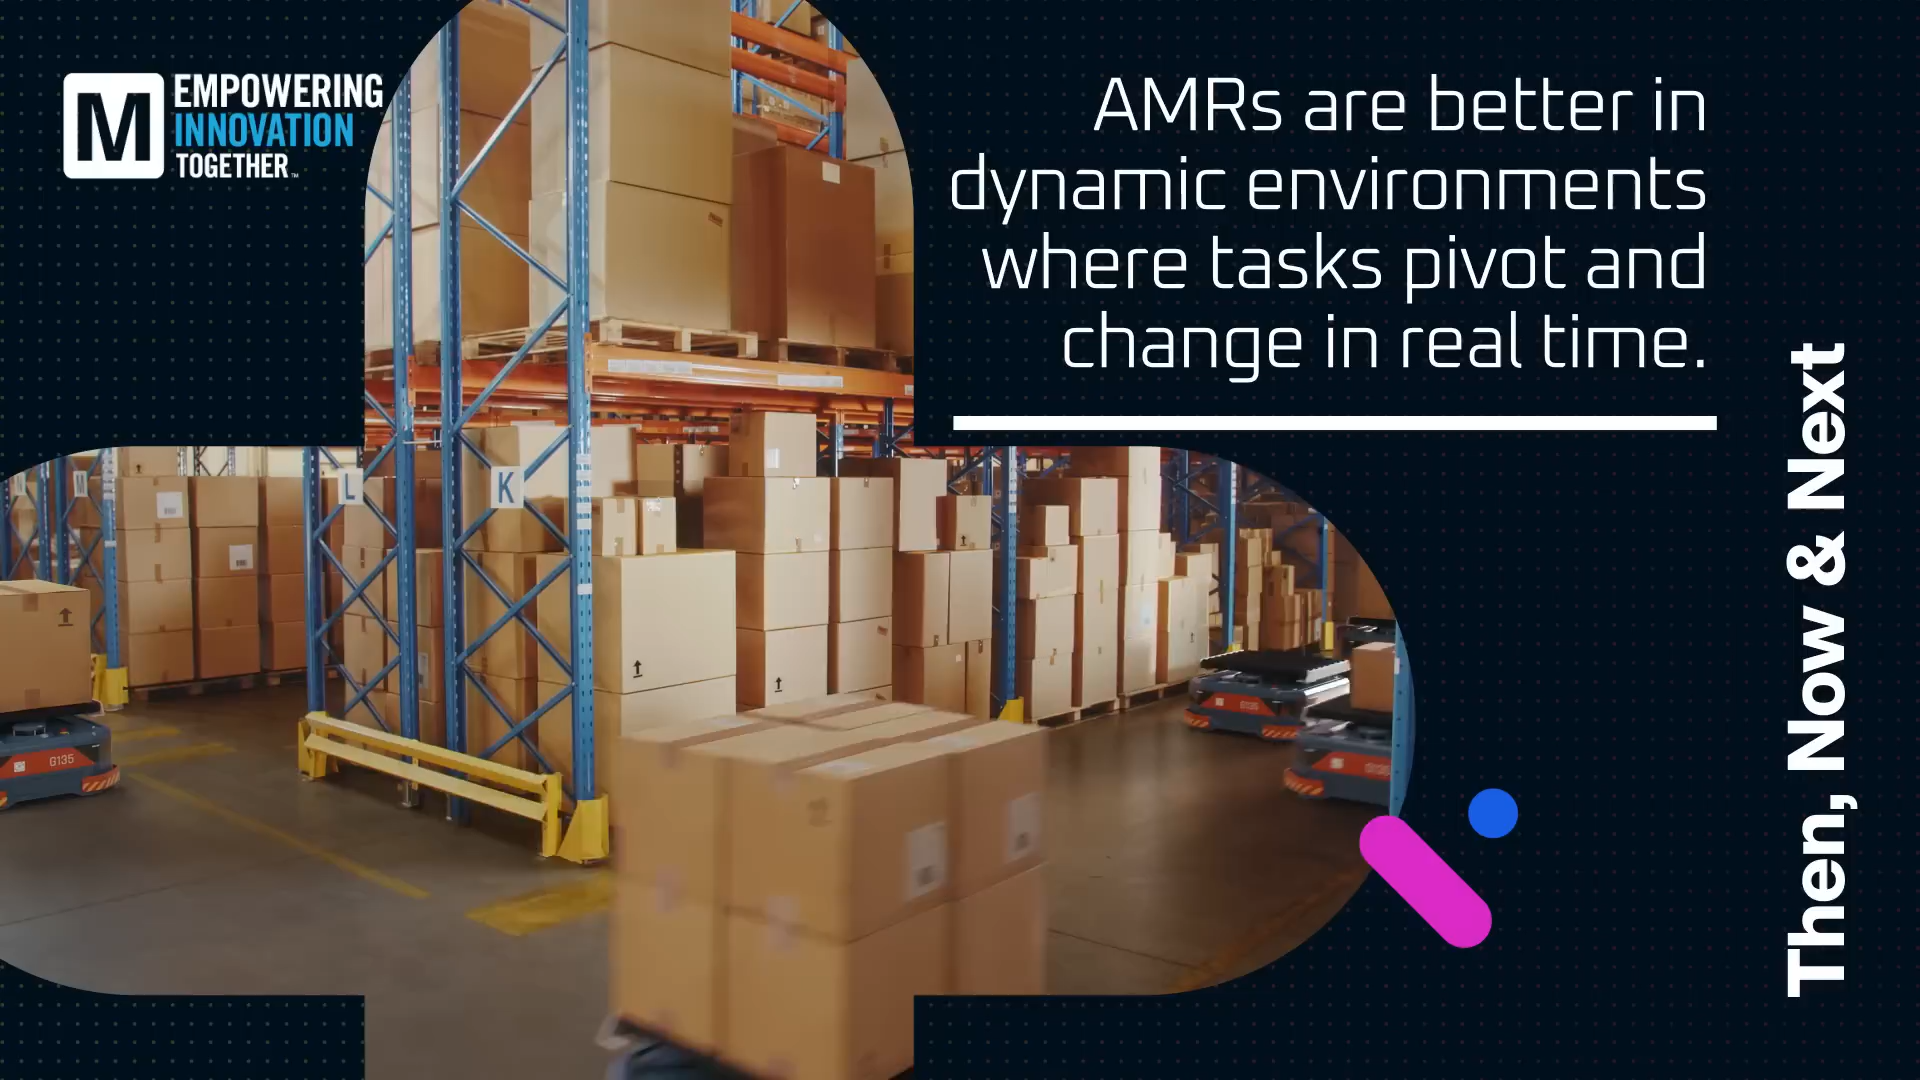 M
EMPOWERING
INNOVATION
TOGETHER™
AMRs are better in
dynamic environments
where tasks pivot and
change in real time.
Then, Now & Next
L
K
M
G135